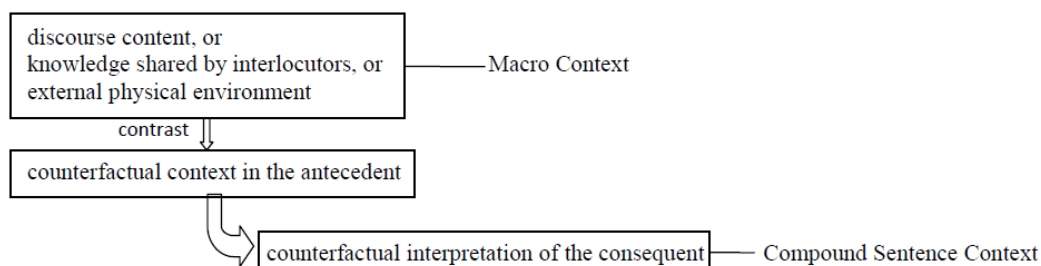 discourse content, or
knowledge shared by interlocutors, or
external physical environment
Macro Context
contrast
counterfactual context in the antecedent
counterfactual interpretation of the consequent
Compound Sentence Context